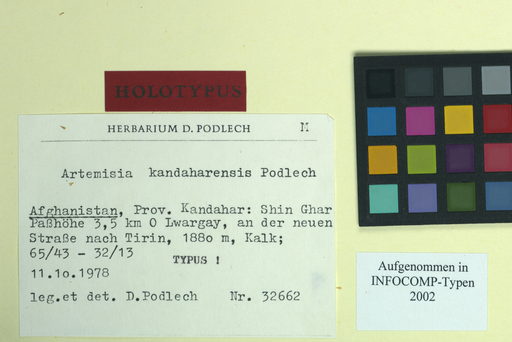 HOLOTYPUS
HERBARIUM D. PODLECH M
Artemisia kandaharensis Podlech
Afghanistan, Prov. Kandahar: Shin Ghar
Paßhöhe 3,5 km O Lwargay, an der neuen
Straße nach Tirin, 1880 m, Kalk;
65/43 - 32/13
TYPUS !
11.10.1978
leg.et det. D.Podlech Nr. 32662
Aufgenommen in
INFOCOMP-Typen
2002